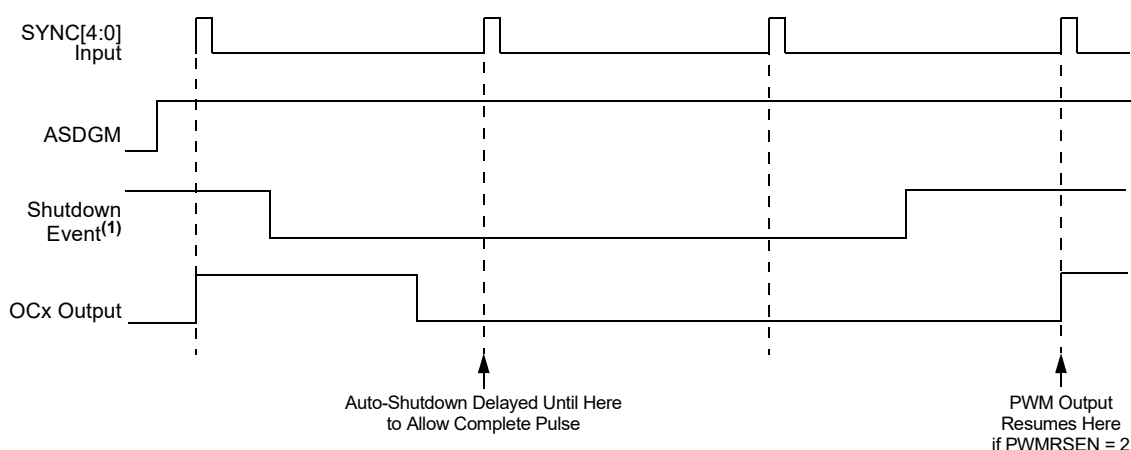 SYNC[4:0]
Input
ASDGM
Shutdown
Event(1)
OCx Output
Auto-Shutdown Delayed Until Here
to Allow Complete Pulse
PWM Output
Resumes Here
if PWMRSEN = 2